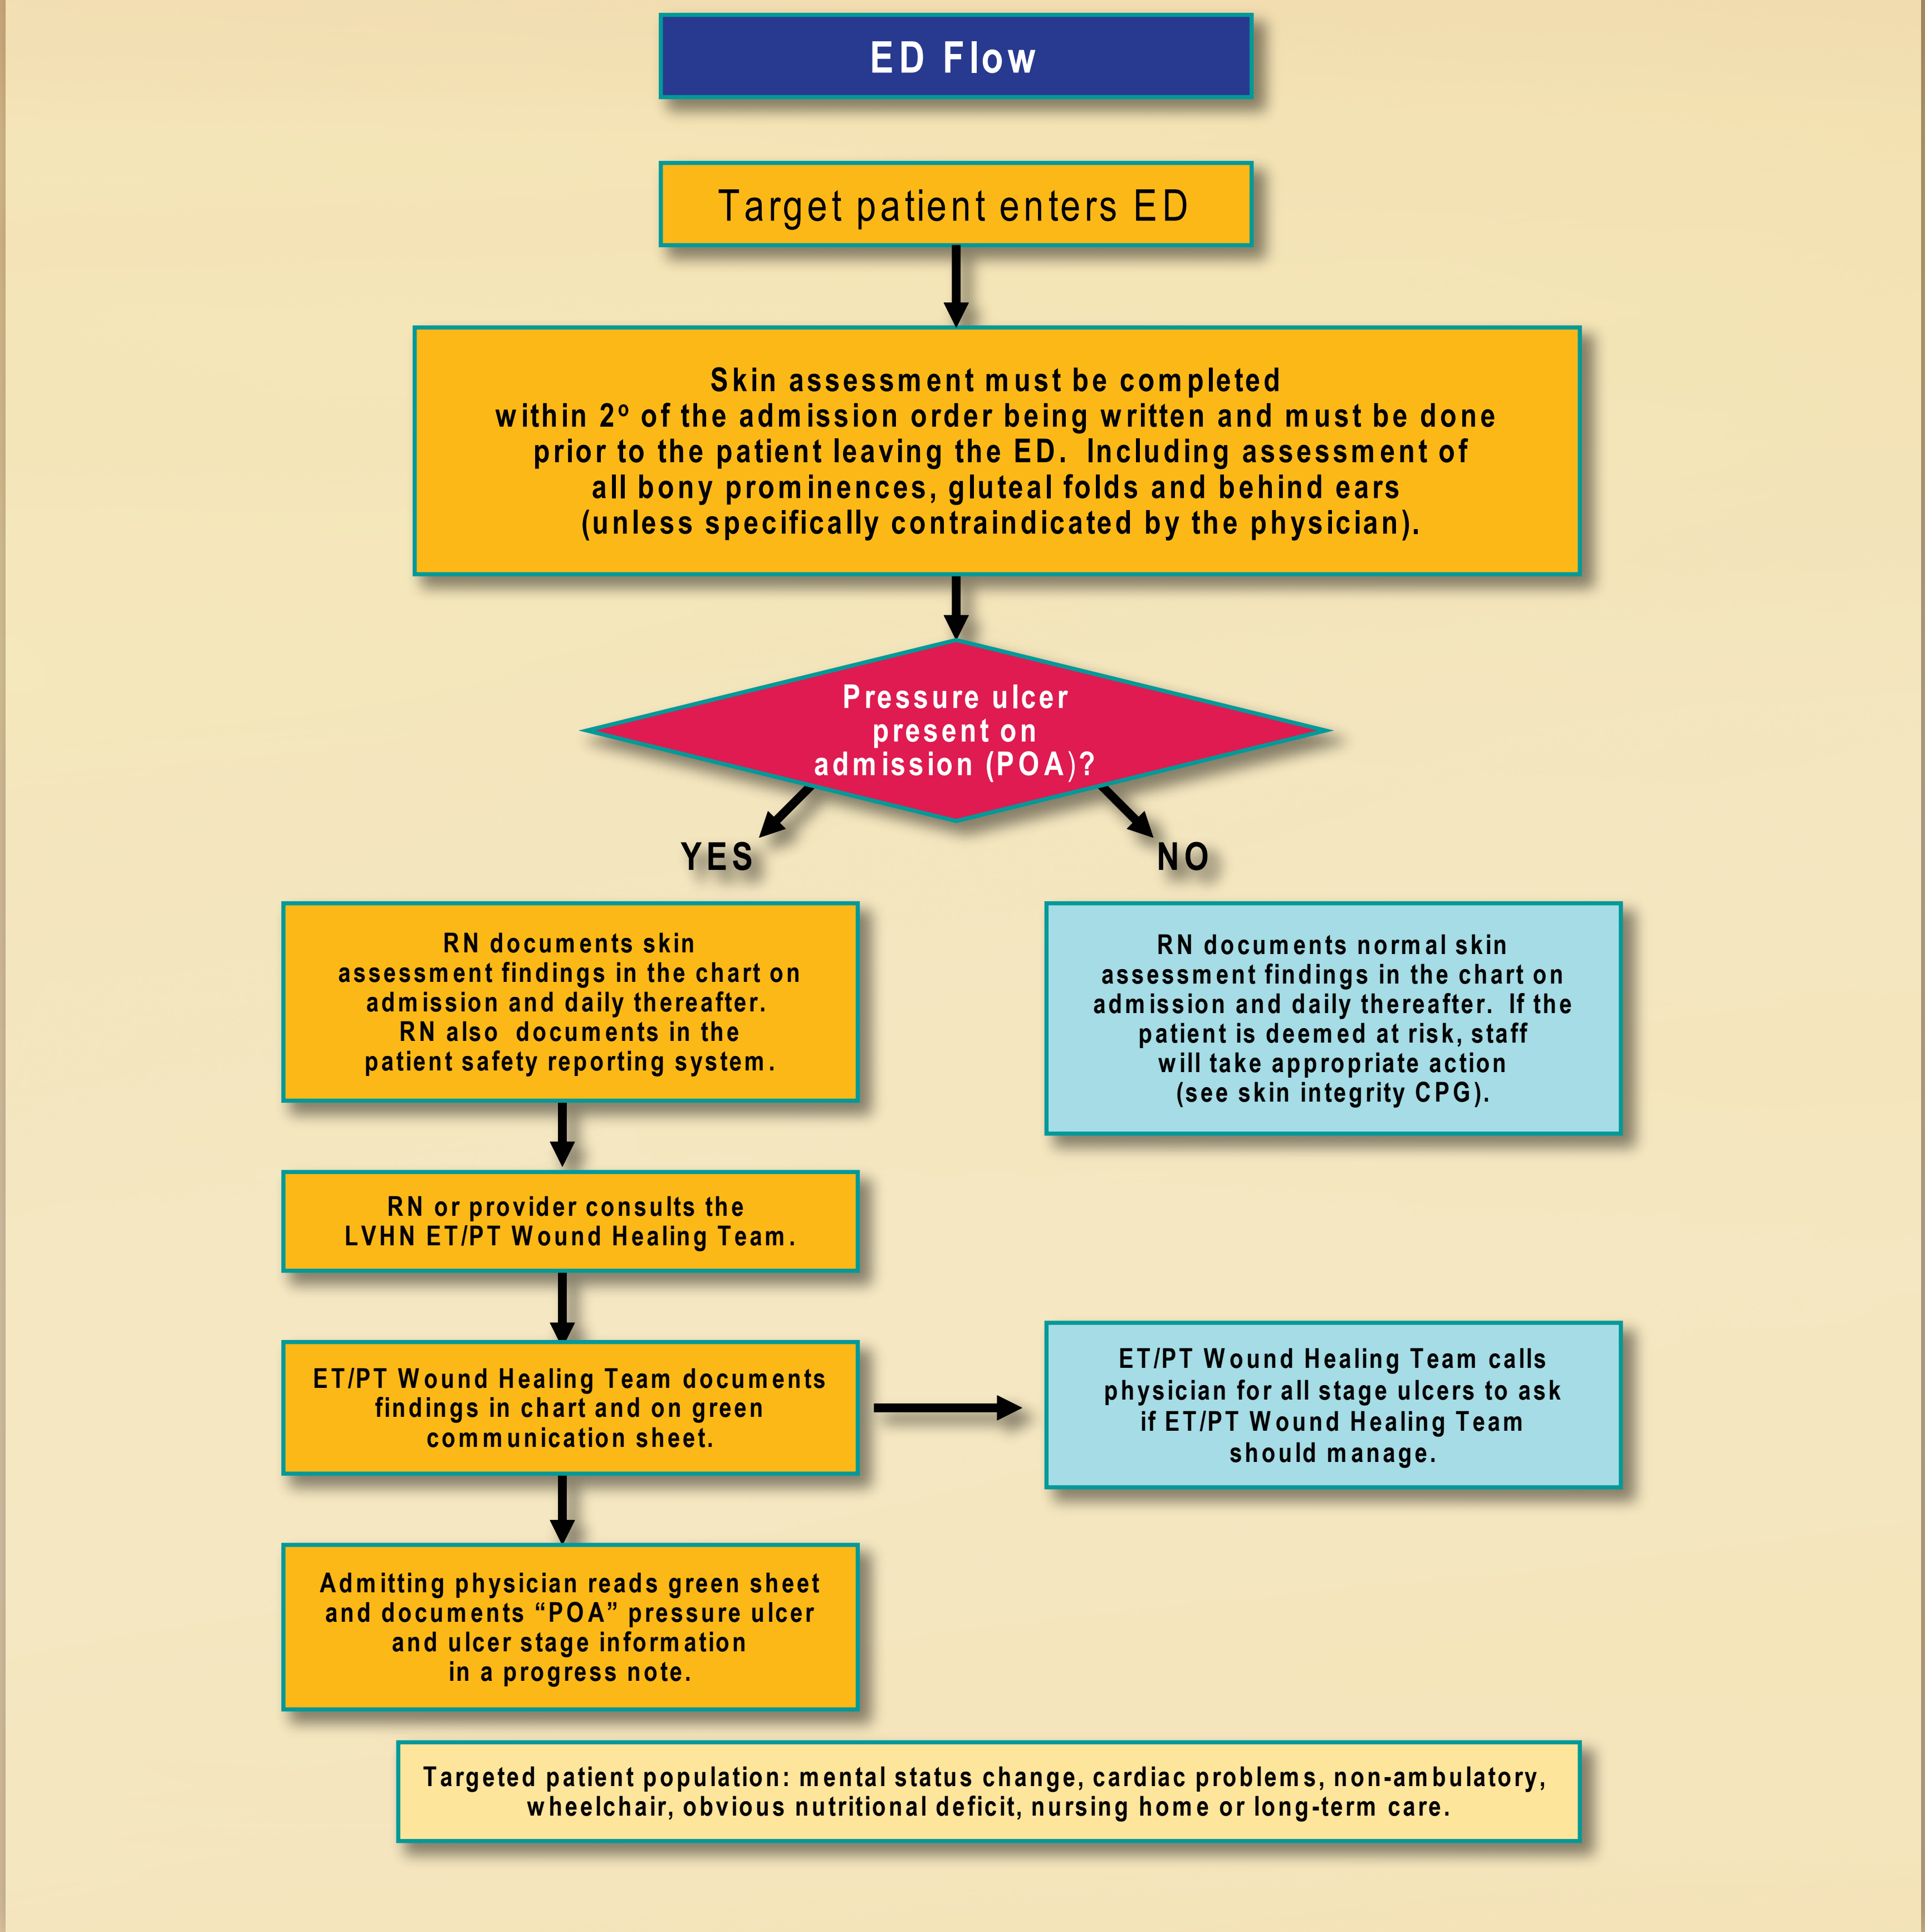 ED Flow
Target patient enters ED
Skin assessment must be completed
within 2º of the admission order being written and must be done
prior to the patient leaving the ED. Including assessment of
all bony prominences, gluteal folds and behind ears
(unless specifically contraindicated by the physician).
Pressure ulcer
present on
admission (POA)?
YES
NO
RN documents skin
assessment findings in the chart on
admission and daily thereafter.
RN also documents in the
patient safety reporting system.
RN documents normal skin
assessment findings in the chart on
admission and daily thereafter. If the
patient is deemed at risk, staff
will take appropriate action
(see skin integrity CPG).
RN or provider consults the
LVHN ET/PT Wound Healing Team.
ET/PT Wound Healing Team documents
findings in chart and on green
communication sheet.
ET/PT Wound Healing Team calls
physician for all stage ulcers to ask
if ET/PT Wound Healing Team
should manage.
Admitting physician reads green sheet
and documents “POA” pressure ulcer
and ulcer stage information
in a progress note.
Targeted patient population: mental status change, cardiac problems, non-ambulatory,
wheelchair, obvious nutritional deficit, nursing home or long-term care.